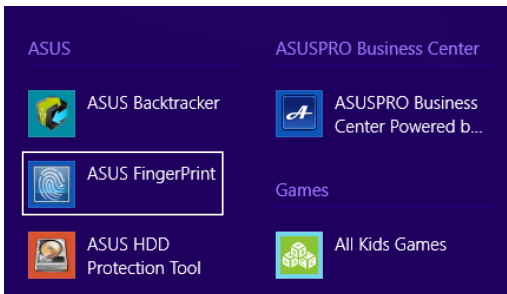 ASUS
ASUS Backtracker
ASUS FingerPrint
ASUS HDD
Protection Tool
ASUSPRO Business Center
ASUSPRO Business
Center Powered b...
Games
All Kids Games